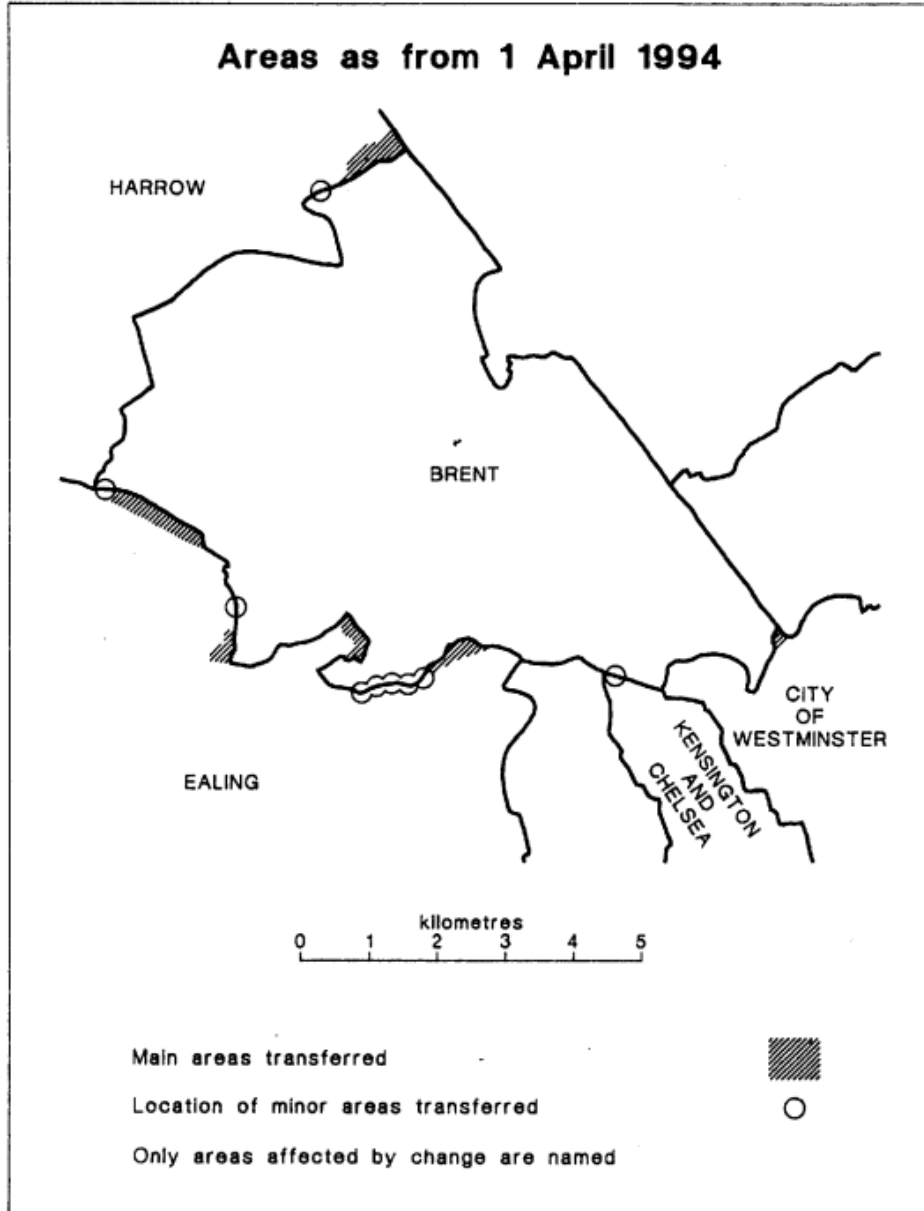 Areas as from 1 April 1994
HARROW
BRENT
CITY
OF
WESTMINSTER
KENSINGTON
AND
CHELSEA
EALING
kilometres
0 1 2 3 4 5
Main areas transferred
Location of minor areas transferred
Only areas affected by change are named